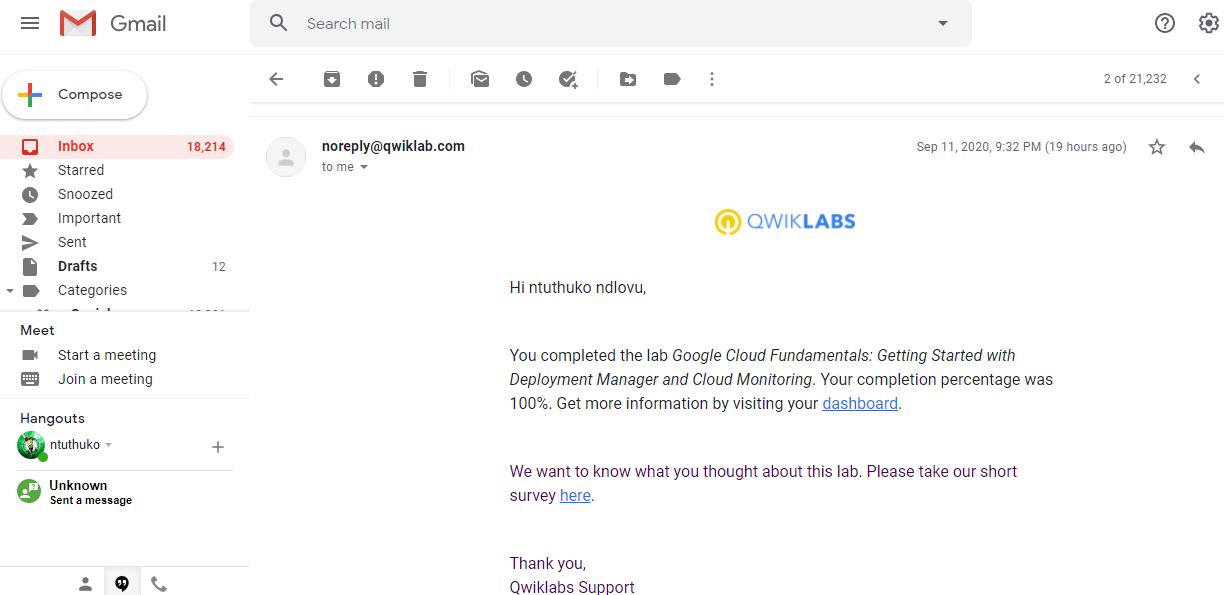 Gmail
Search mail
Compose
2 of 21,232
Inbox 18,214
Starred
Snoozed
Important
Sent
Drafts 12
Categories
Meet
Start a meeting
Join a meeting
Hangouts
ntuthuko
Unknown
Sent a message
noreply@qwiklab.com
to me
Sep 11, 2020, 9:32 PM (19 hours ago)
QWIKLABS
Hi ntuthuko ndlovu,
You completed the lab Google Cloud Fundamentals: Getting Started with
Deployment Manager and Cloud Monitoring. Your completion percentage was
100%. Get more information by visiting your dashboard.
We want to know what you thought about this lab. Please take our short
survey here.
Thank you,
Qwiklabs Support